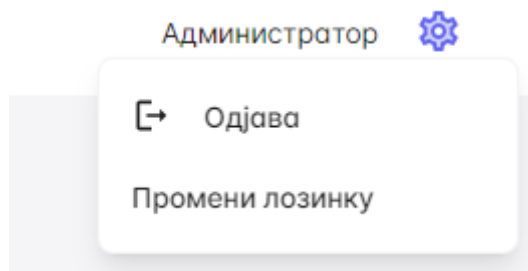 Администратор
Одјава
Промени лозинку